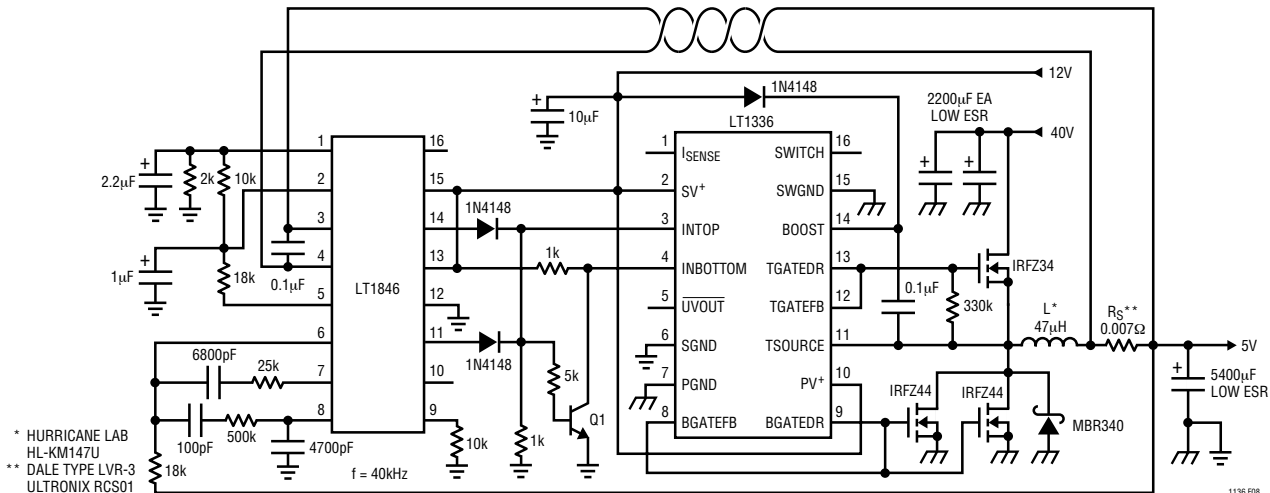 12V
1N4148
+
10µF
LT1336
2200µF EA
LOW ESR
40V
+
+
1
16
2
15
3
14
4
13
5
12
6
11
7
10
8
9
LT1846
+
2.2µF
2k
10k
+
1µF
18k
0.1µF
6800pF
25k
100pF
500k
4700pF
18k
10k
f = 40kHz
1N4148
1k
1N4148
5k
1k
Q1
1
ISENSE
SWITCH
16
2
SV+
SWGND
15
3
INTOP
BOOST
14
4
INBOTTOM
TGATEDR
13
5
UVOUT
TGATEFB
12
6
SGND
TSOURCE
11
7
PGND
PV+
10
8
BGATEFB
BGATEDR
9
0.1µF
330k
IRFZ34
L*
47µH
RS**
0.007Ω
5V
+
5400µF
LOW ESR
IRFZ44
IRFZ44
MBR340
* HURRICANE LAB
HL-KM147U
** DALE TYPE LVR-3
ULTRONIX RCS01
1136 F08